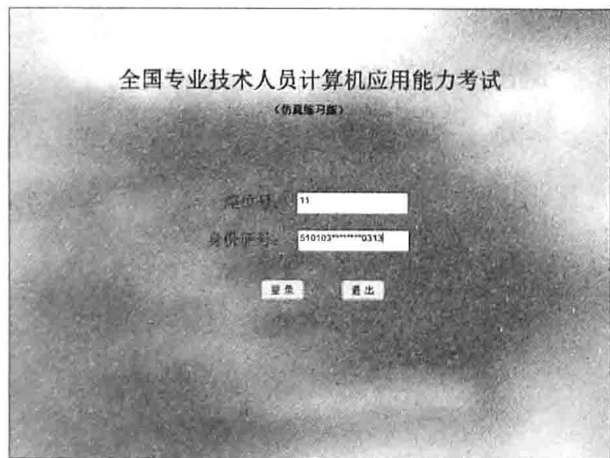 全国专业技术人员计算机应用能力考试
（仿真练习版）
座位号： 11
身份证号： 510103********0313
登 录 退 出